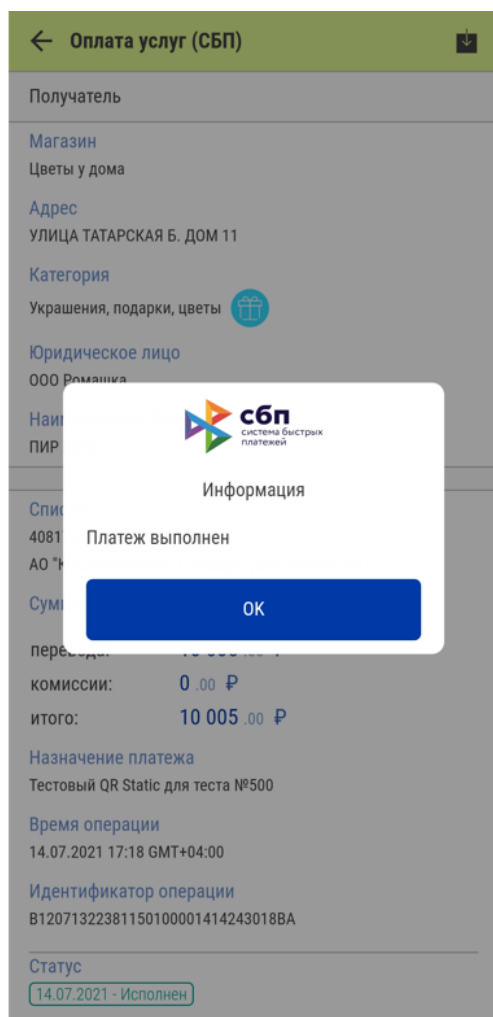 Оплата услуг (СБП)
Получатель
Магазин
Цветы у дома
Адрес
УЛИЦА ТАТАРСКАЯ Б. ДОМ 11
Категория
Украшения, подарки, цветы
Юридическое лицо
ООО Ромашка
ПИР
сбп
система быстрых
платежей
Информация
Платеж выполнен
OK
4081
АО "К
комиссии: 0 .00 ₽
итого: 10 005 .00 ₽
Назначение платежа
Тестовый QR Static для теста №500
Время операции
14.07.2021 17:18 GMT+04:00
Идентификатор операции
B12071322381150100001414243018BA
Статус
14.07.2021 - Исполнен